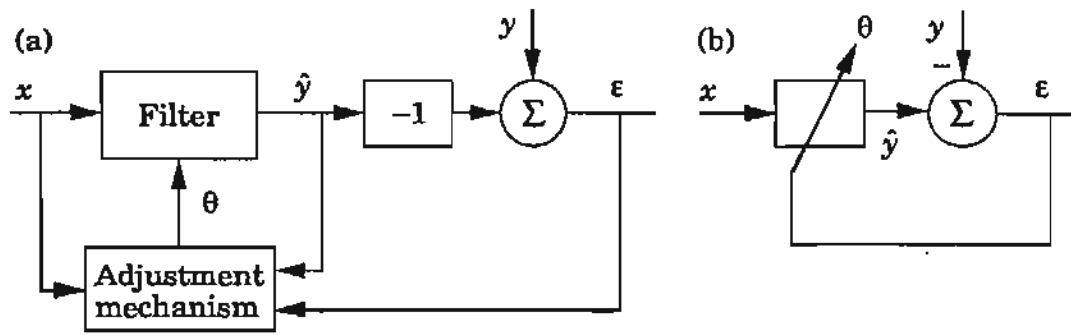 (a)
x
Filter
ŷ
−1
y
Σ
ε
θ
Adjustment
mechanism
(b)
x
θ
ŷ
y
−
Σ
ε